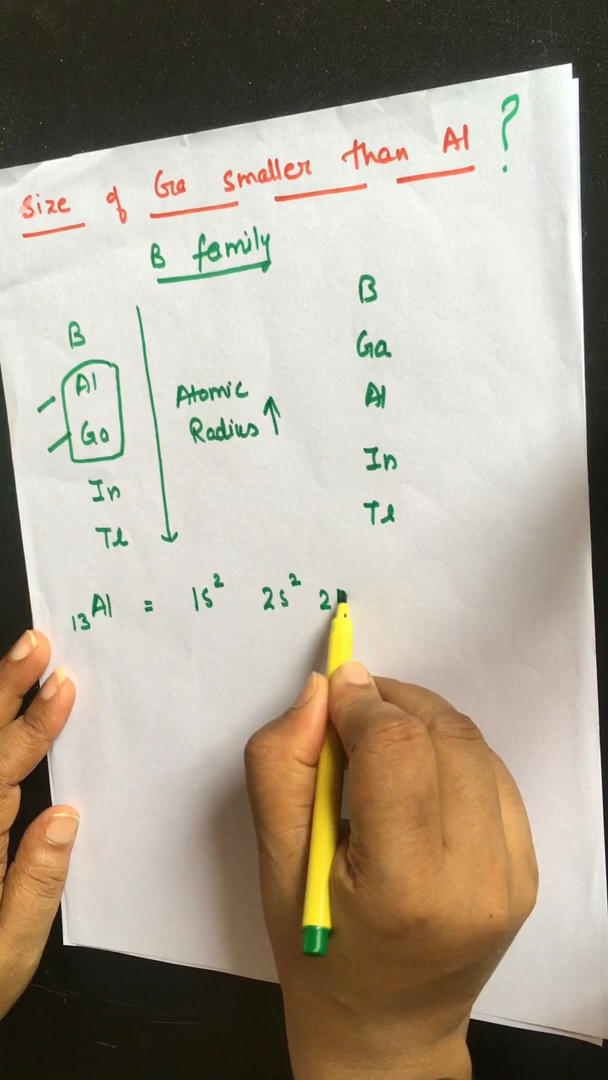 Size of Ga smaller than Al ?
B family
B
Al
Ga
In
Tl
Atomic
Radius ↑
B
Ga
Al
In
Tl
₁₃Al = 1s² 2s² 2p